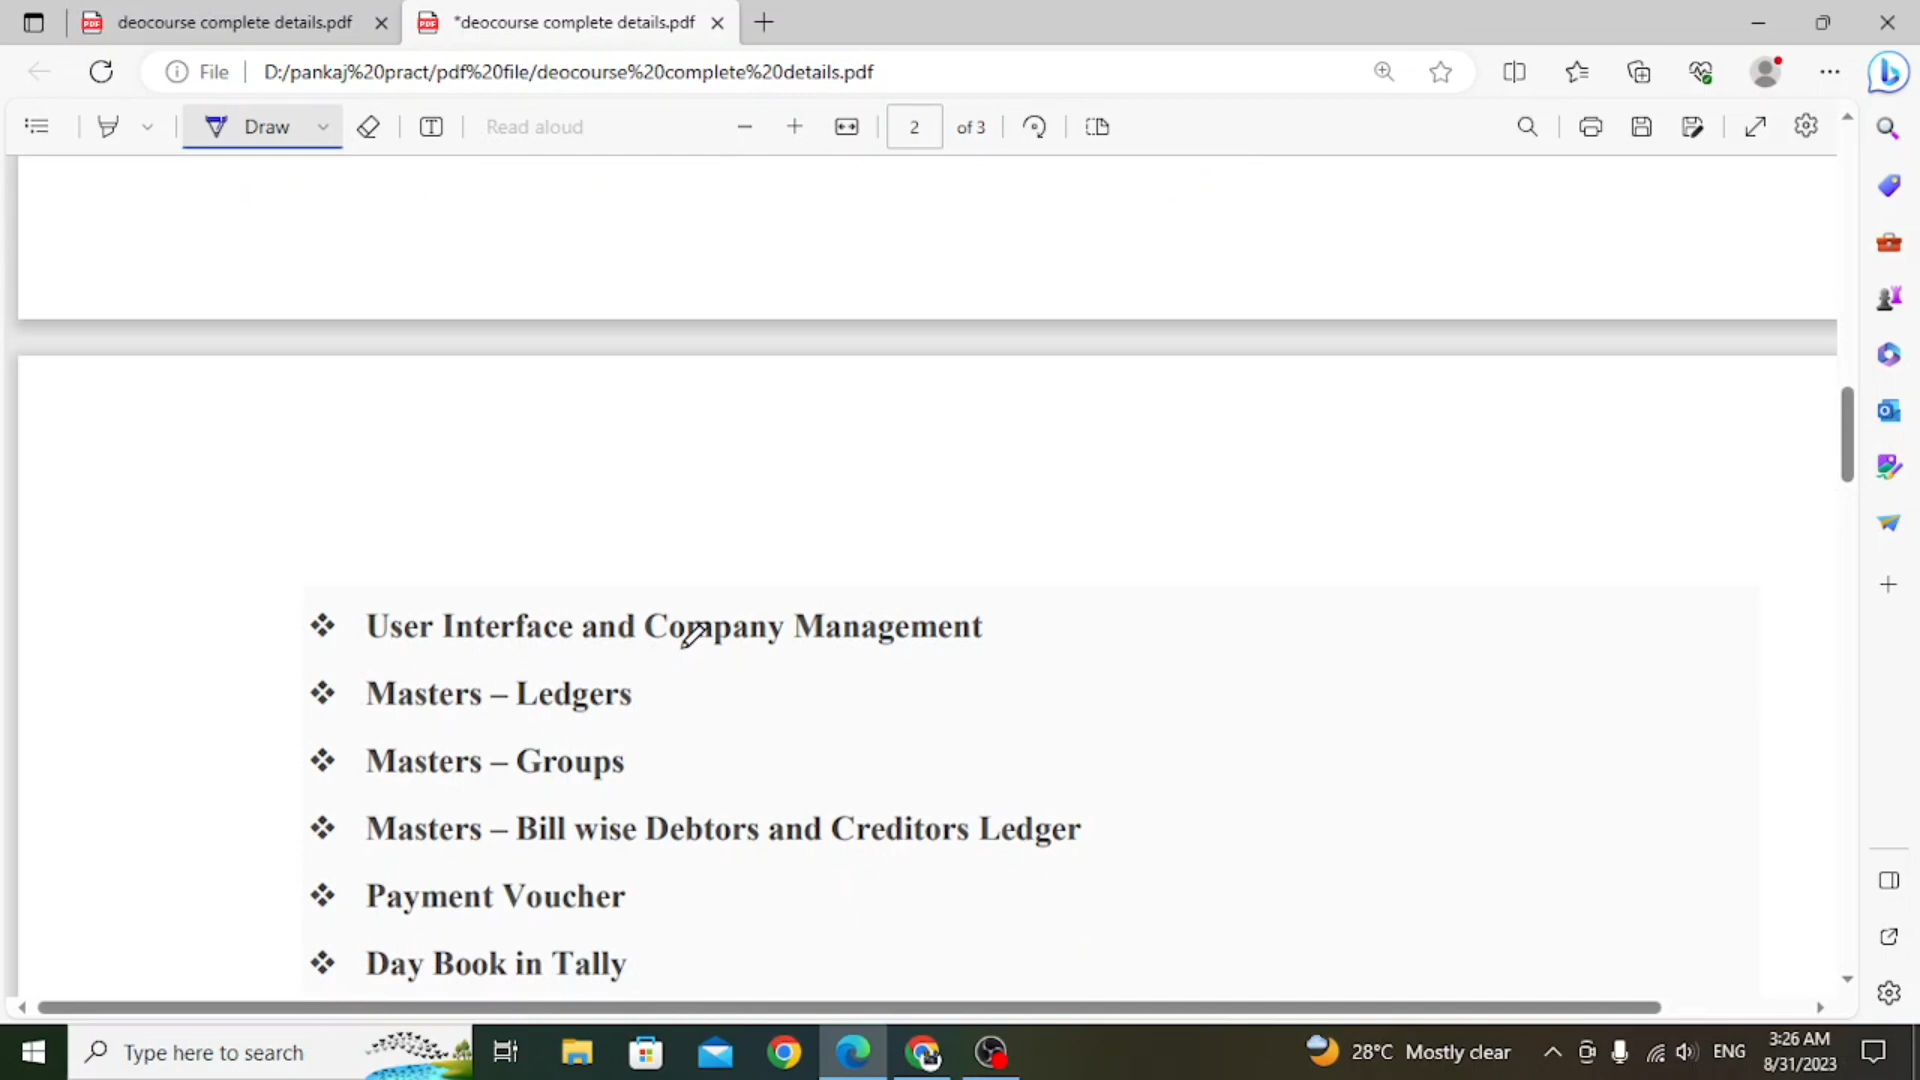 deocourse complete details.pdf
*deocourse complete details.pdf
File
D:/pankaj%20pract/pdf%20file/deocourse%20complete%20details.pdf
Draw
Read aloud
2
of 3
❖ User Interface and Company Management
❖ Masters – Ledgers
❖ Masters – Groups
❖ Masters – Bill wise Debtors and Creditors Ledger
❖ Payment Voucher
❖ Day Book in Tally
Type here to search
28°C Mostly clear
ENG
3:26 AM
8/31/2023